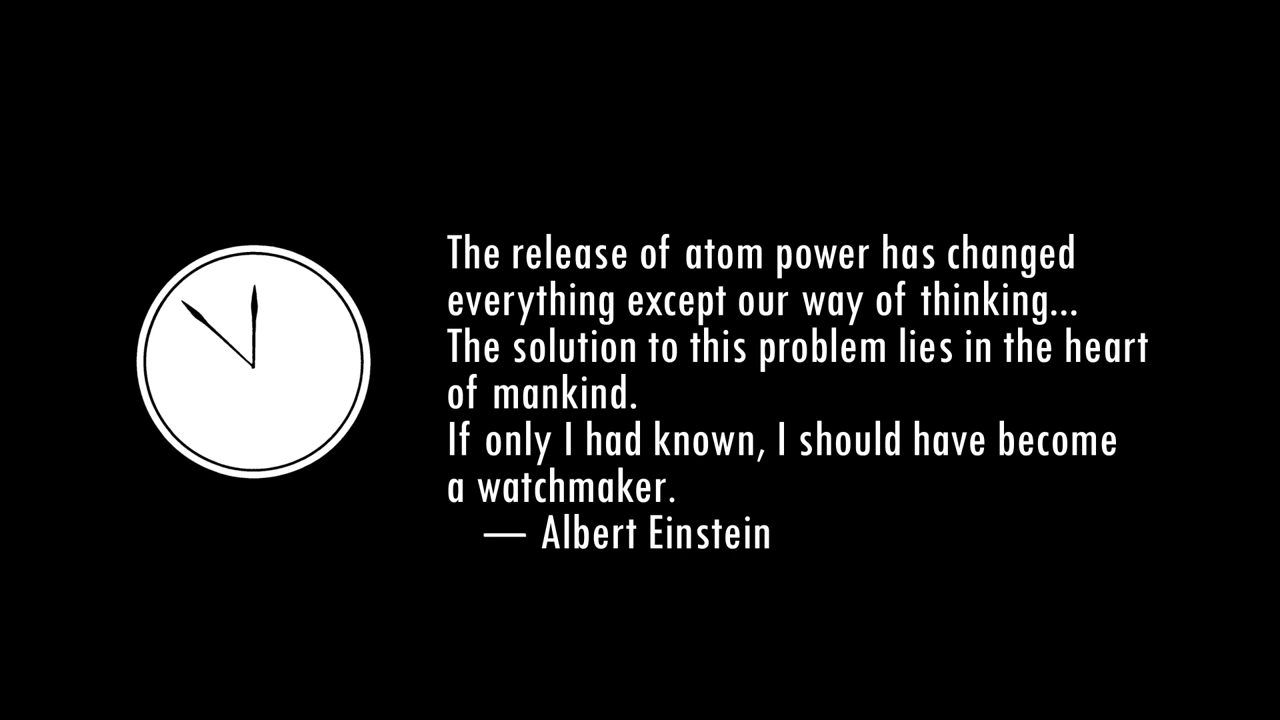 The release of atom power has changed
everything except our way of thinking...
The solution to this problem lies in the heart
of mankind.
If only I had known, I should have become
a watchmaker.
— Albert Einstein